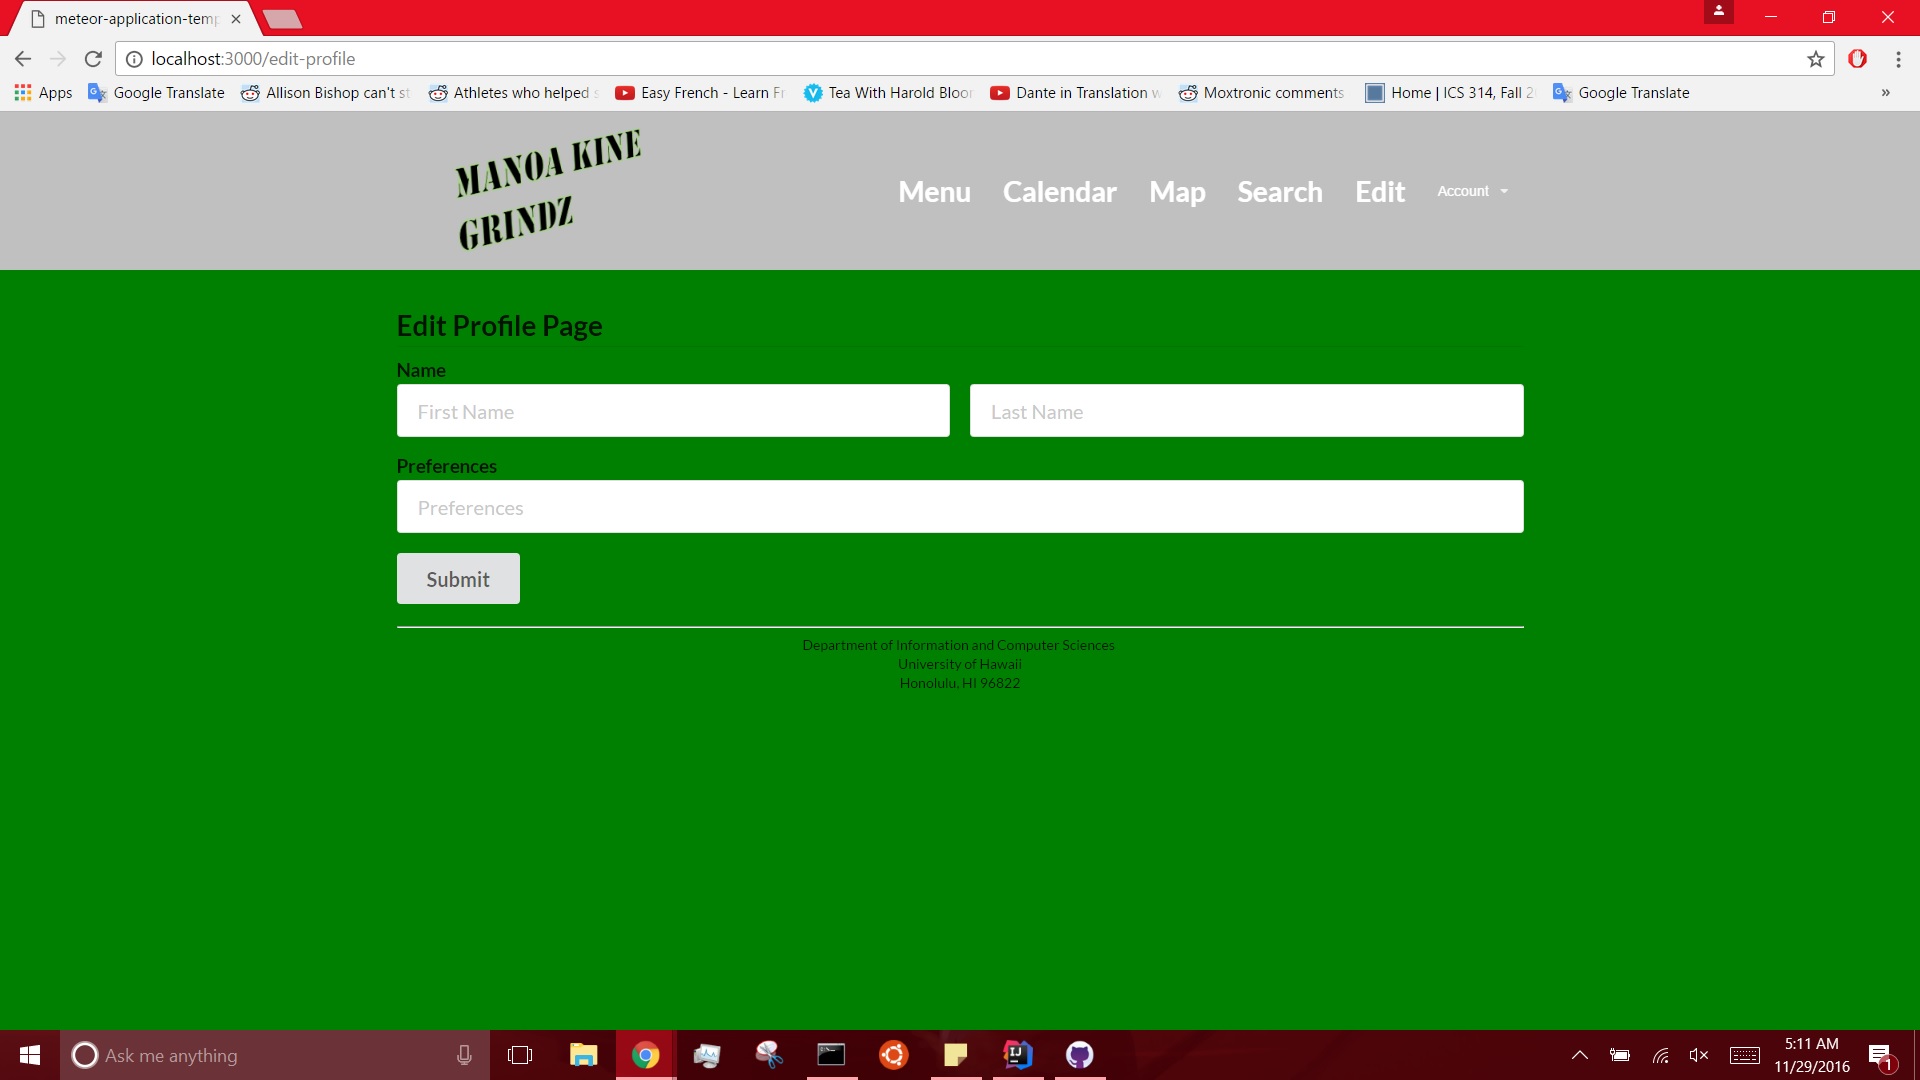 meteor-application-temp
localhost:3000/edit-profile
Apps
Google Translate
Allison Bishop can't st
Athletes who helped
Easy French - Learn Fr
Tea With Harold Bloom
Dante in Translation w
Moxtronic comments
Home | ICS 314, Fall 2
Google Translate
»
MANOA KINE
GRINDZ
Menu
Calendar
Map
Search
Edit
Account
Edit Profile Page
Name
First Name
Last Name
Preferences
Preferences
Submit
Department of Information and Computer Sciences
University of Hawaii
Honolulu, HI 96822
Ask me anything
IJ
5:11 AM
11/29/2016
1